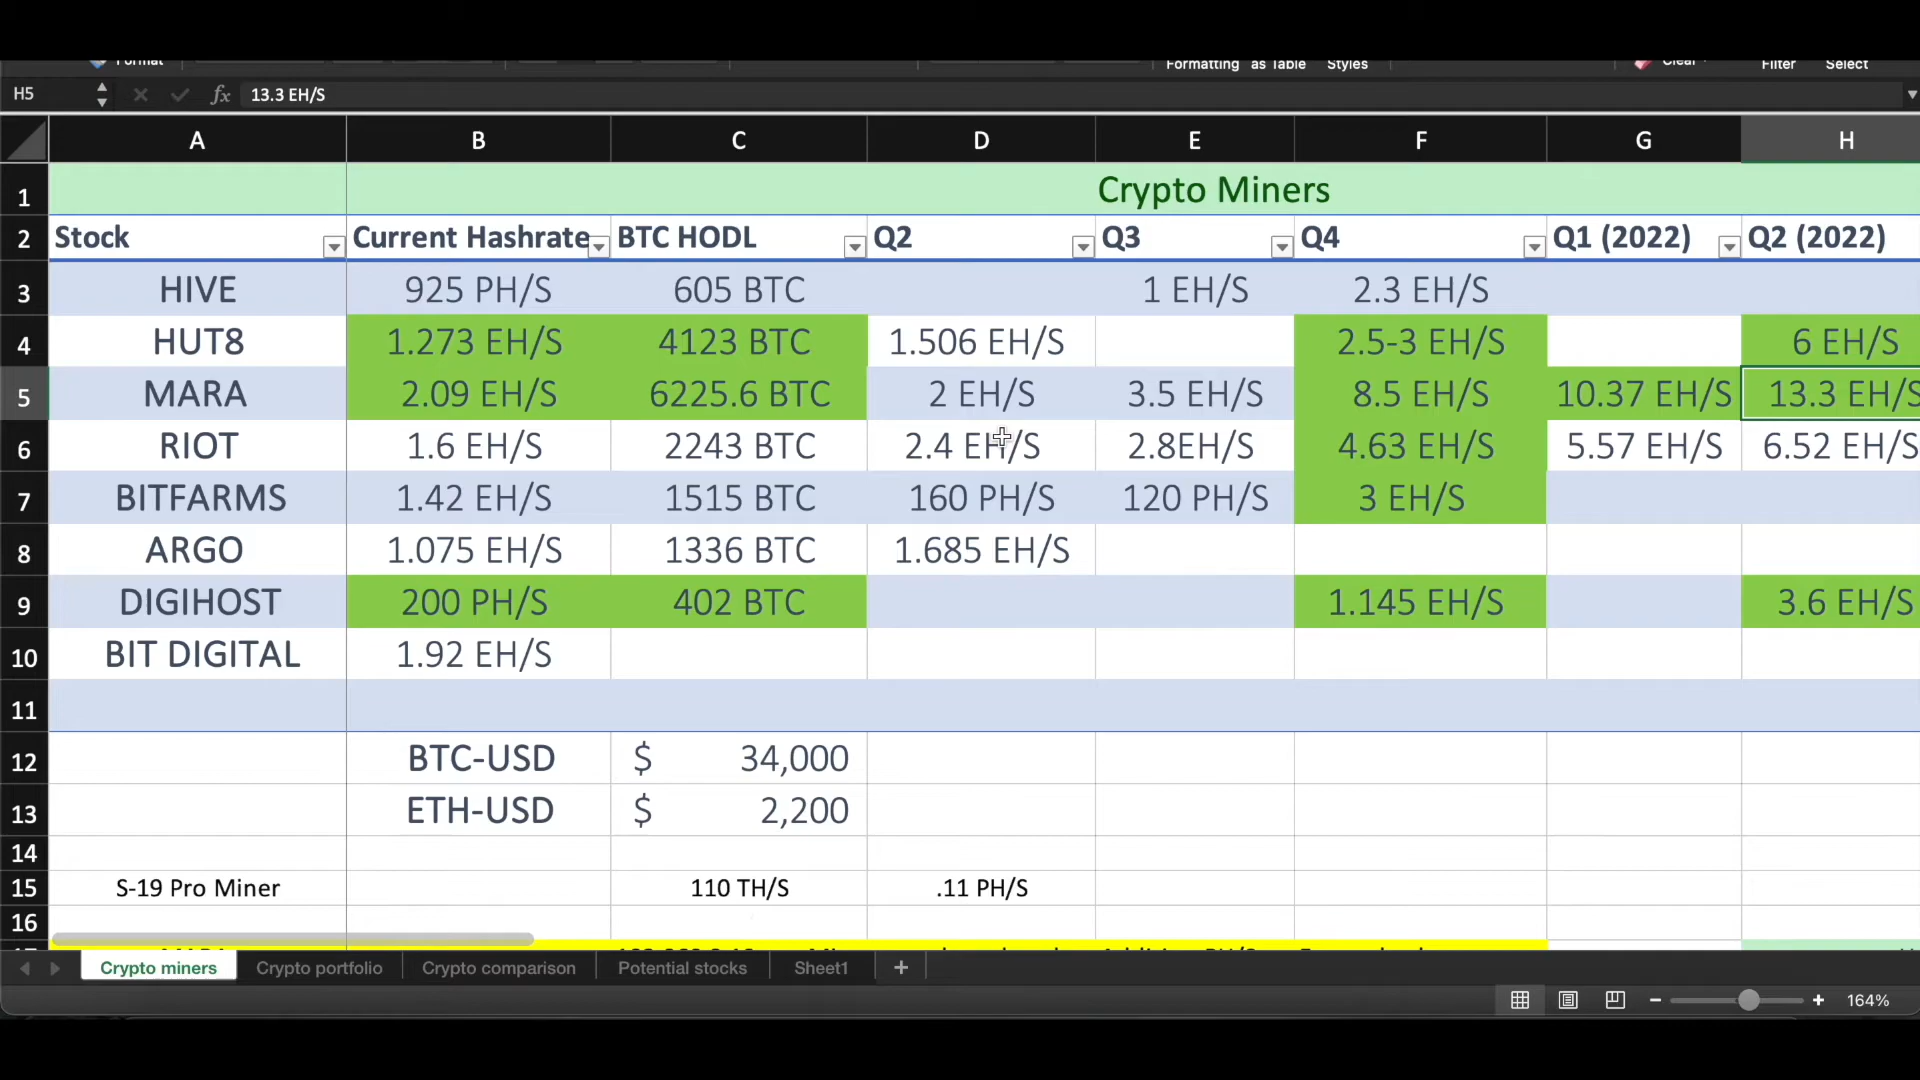 Format Formatting as Table Styles Clear Filter Select
H5 fx 13.3 EH/S
A B C D E F G H
1 Crypto Miners
2 Stock Current Hashrate BTC HODL Q2 Q3 Q4 Q1 (2022) Q2 (2022)
3 HIVE 925 PH/S 605 BTC 1 EH/S 2.3 EH/S
4 HUT8 1.273 EH/S 4123 BTC 1.506 EH/S 2.5-3 EH/S 6 EH/S
5 MARA 2.09 EH/S 6225.6 BTC 2 EH/S 3.5 EH/S 8.5 EH/S 10.37 EH/S 13.3 EH/S
6 RIOT 1.6 EH/S 2243 BTC 2.4 EH/S 2.8EH/S 4.63 EH/S 5.57 EH/S 6.52 EH/S
7 BITFARMS 1.42 EH/S 1515 BTC 160 PH/S 120 PH/S 3 EH/S
8 ARGO 1.075 EH/S 1336 BTC 1.685 EH/S
9 DIGIHOST 200 PH/S 402 BTC 1.145 EH/S 3.6 EH/S
10 BIT DIGITAL 1.92 EH/S
11
12 BTC-USD $ 34,000
13 ETH-USD $ 2,200
14
15 S-19 Pro Miner 110 TH/S .11 PH/S
16
Crypto miners Crypto portfolio Crypto comparison Potential stocks Sheet1 +
164%